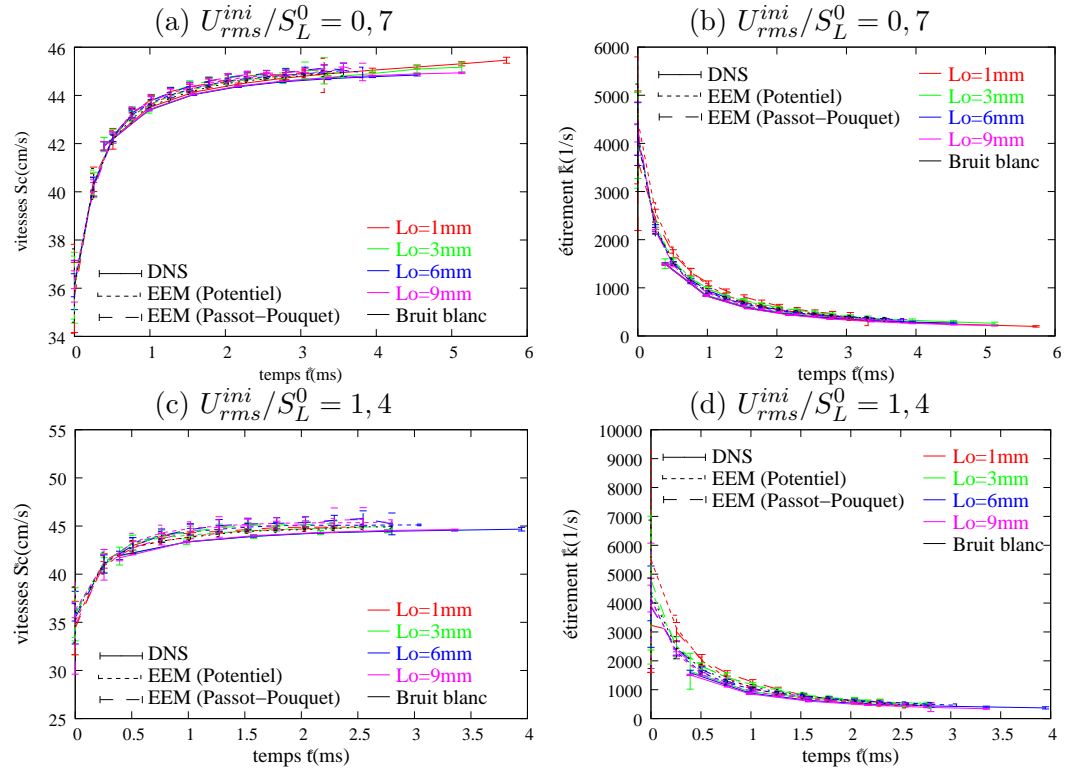 (a) U_{rms}^{ini}/S_L^0 = 0, 7
46
44
42
40
38
36
34
0 1 2 3 4 5 6
vitesses Sc(cm/s)
temps t(ms)
DNS
EEM (Potentiel)
EEM (Passot-Pouquet)
Lo=1mm
Lo=3mm
Lo=6mm
Lo=9mm
Bruit blanc
(b) U_{rms}^{ini}/S_L^0 = 0, 7
6000
5000
4000
3000
2000
1000
0
0 1 2 3 4 5 6
étirement k(1/s)
temps t(ms)
DNS
EEM (Potentiel)
EEM (Passot-Pouquet)
Lo=1mm
Lo=3mm
Lo=6mm
Lo=9mm
Bruit blanc
(c) U_{rms}^{ini}/S_L^0 = 1, 4
55
50
45
40
35
30
25
0 0.5 1 1.5 2 2.5 3 3.5 4
vitesses Sc(cm/s)
temps t(ms)
DNS
EEM (Potentiel)
EEM (Passot-Pouquet)
Lo=1mm
Lo=3mm
Lo=6mm
Lo=9mm
Bruit blanc
(d) U_{rms}^{ini}/S_L^0 = 1, 4
10000
9000
8000
7000
6000
5000
4000
3000
2000
1000
0
0 0.5 1 1.5 2 2.5 3 3.5 4
étirement k(1/s)
temps t(ms)
DNS
EEM (Potentiel)
EEM (Passot-Pouquet)
Lo=1mm
Lo=3mm
Lo=6mm
Lo=9mm
Bruit blanc